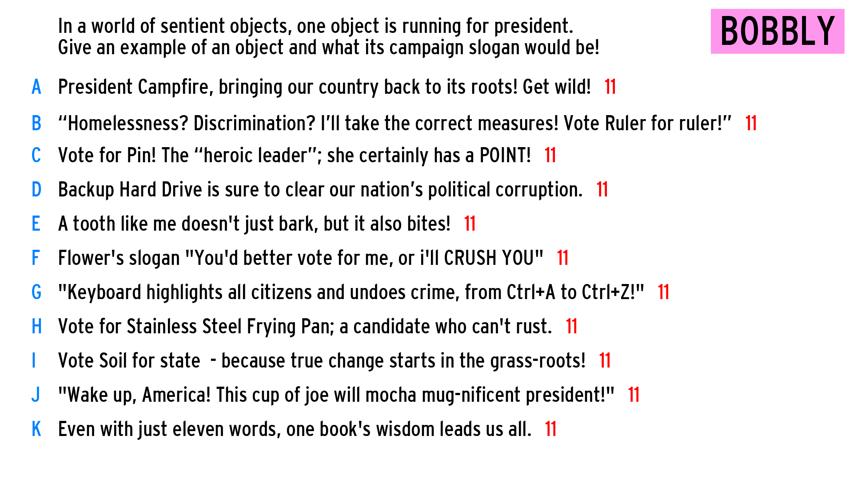 In a world of sentient objects, one object is running for president.
Give an example of an object and what its campaign slogan would be!
BOBBLY
A President Campfire, bringing our country back to its roots! Get wild! 11
B “Homelessness? Discrimination? I’ll take the correct measures! Vote Ruler for ruler!” 11
C Vote for Pin! The “heroic leader”; she certainly has a POINT! 11
D Backup Hard Drive is sure to clear our nation’s political corruption. 11
E A tooth like me doesn't just bark, but it also bites! 11
F Flower's slogan "You'd better vote for me, or i'll CRUSH YOU" 11
G "Keyboard highlights all citizens and undoes crime, from Ctrl+A to Ctrl+Z!" 11
H Vote for Stainless Steel Frying Pan; a candidate who can't rust. 11
I Vote Soil for state - because true change starts in the grass-roots! 11
J "Wake up, America! This cup of joe will mocha mug-nificent president!" 11
K Even with just eleven words, one book's wisdom leads us all. 11